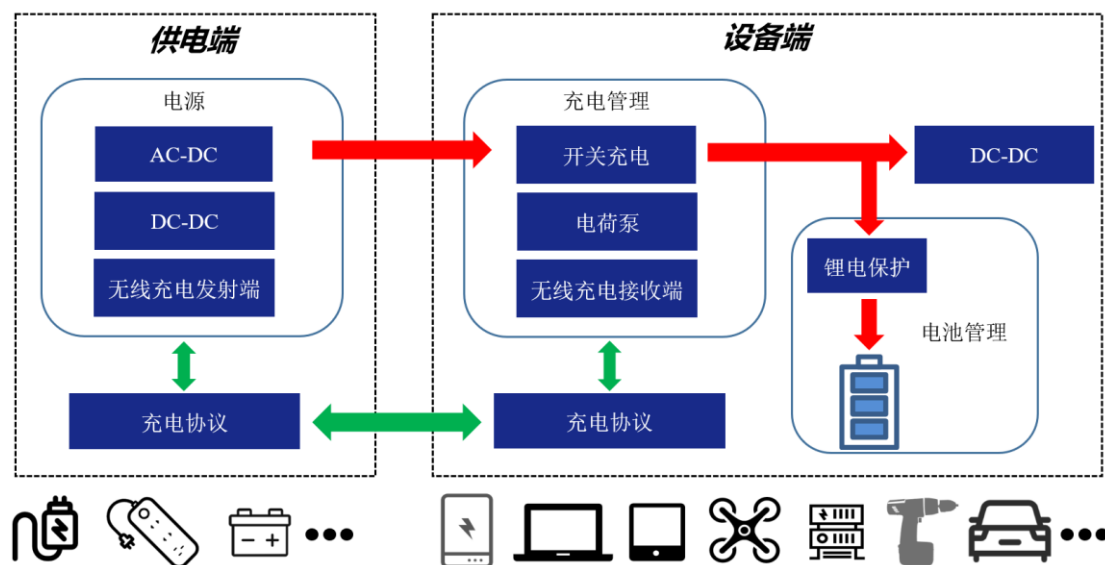 供电端
设备端
电源
AC-DC
DC-DC
无线充电发射端
充电协议
充电管理
开关充电
电荷泵
无线充电接收端
充电协议
DC-DC
锂电保护
电池管理